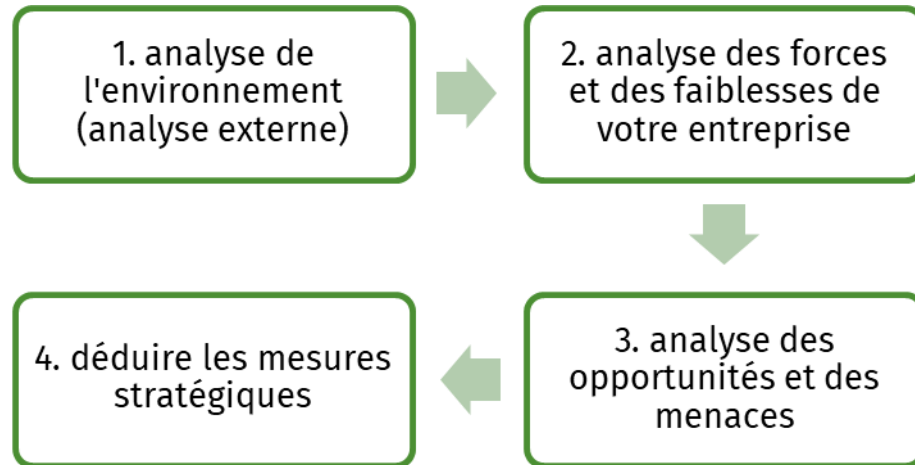 1. analyse de
l'environnement
(analyse externe)
2. analyse des forces
et des faiblesses de
votre entreprise
3. analyse des
opportunités et des
menaces
4. déduire les mesures
stratégiques